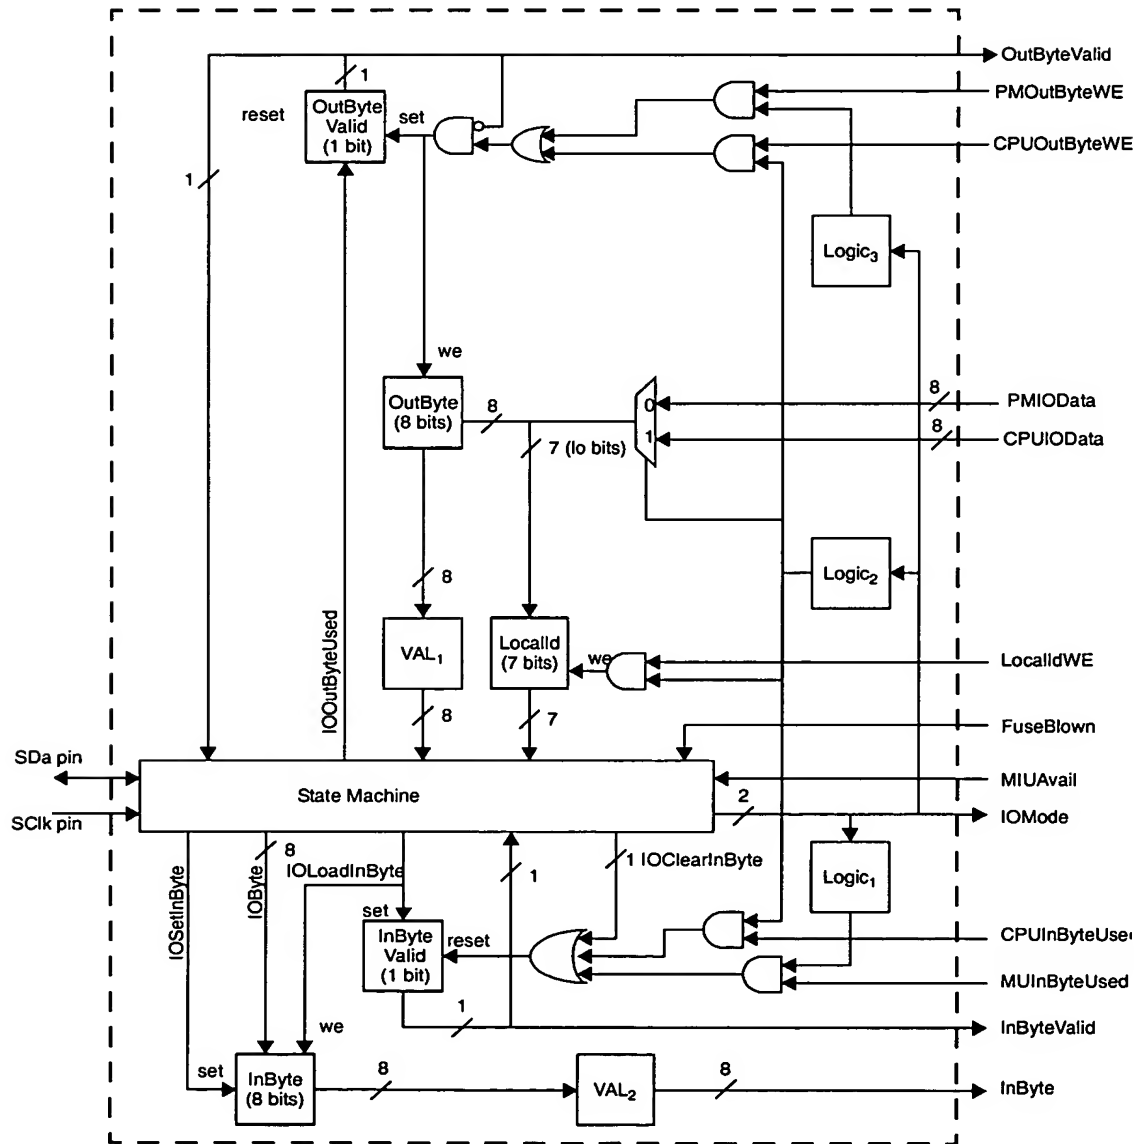 OutByteValid
1
PMOutByteWE
reset
OutByte
Valid
(1 bit)
set
CPUOutByteWE
1
Logic3
we
OutByte
(8 bits)
8
0
8
PMIOData
1
8
CPUIOData
7 (lo bits)
Logic2
8
IOOutByteUsed
VAL1
LocalId
(7 bits)
we
LocalIdWE
8
7
FuseBlown
SDa pin
MIUAvail
State Machine
2
IOMode
SClk pin
IOSetInByte
IOByte
8
IOLoadInByte
1
1 IOClearInByte
Logic1
set
InByte
Valid
(1 bit)
reset
CPUInByteUse
MUInByteUsed
1
InByteValid
we
set
InByte
(8 bits)
8
VAL2
8
InByte